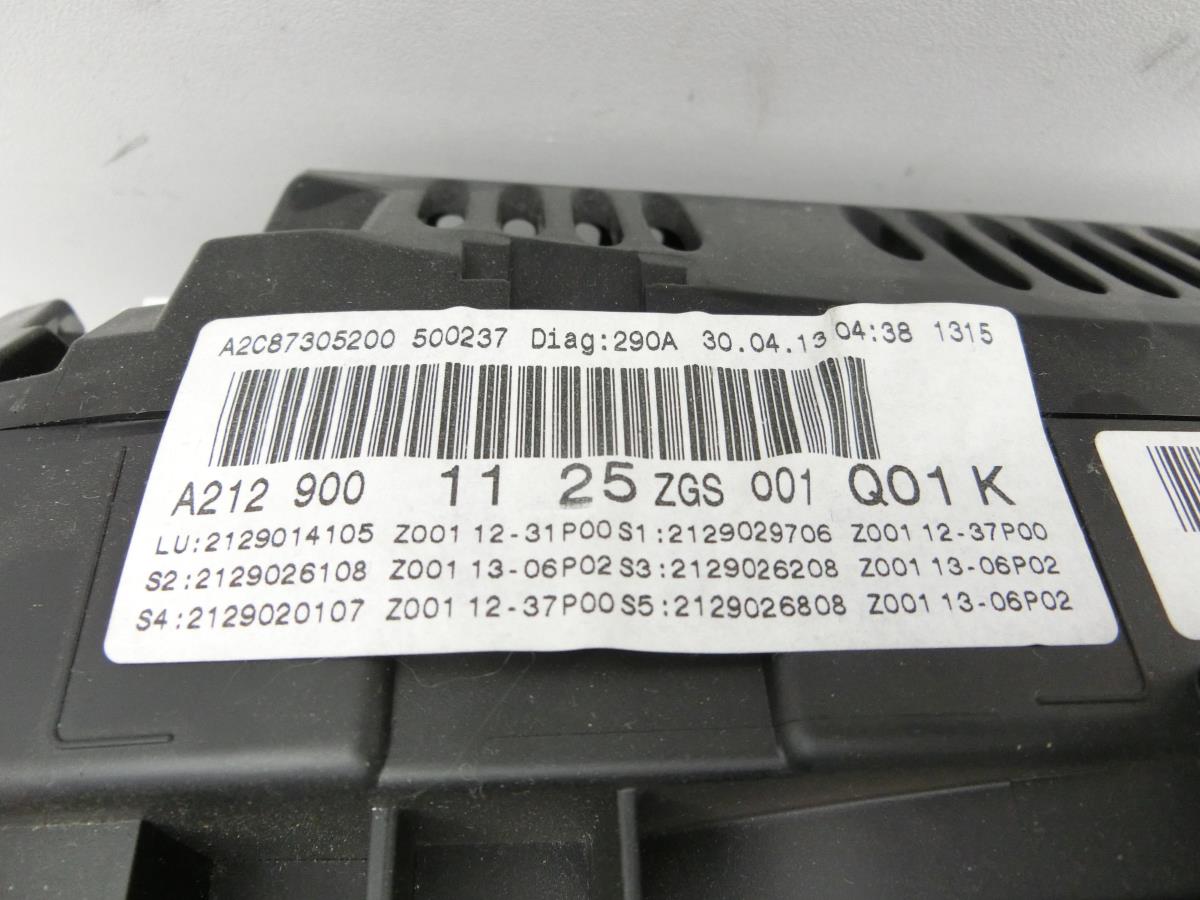 A2C87305200 500237 Diag:290A 30.04.13 04:38 1315
A212 900 11 25 ZGS 001 Q01 K
LU:2129014105 Z001 12-31P00 S1:2129029706 Z001 12-37P00
S2:2129026108 Z001 13-06P02 S3:2129026208 Z001 13-06P02
S4:2129020107 Z001 12-37P00 S5:2129026808 Z001 13-06P02